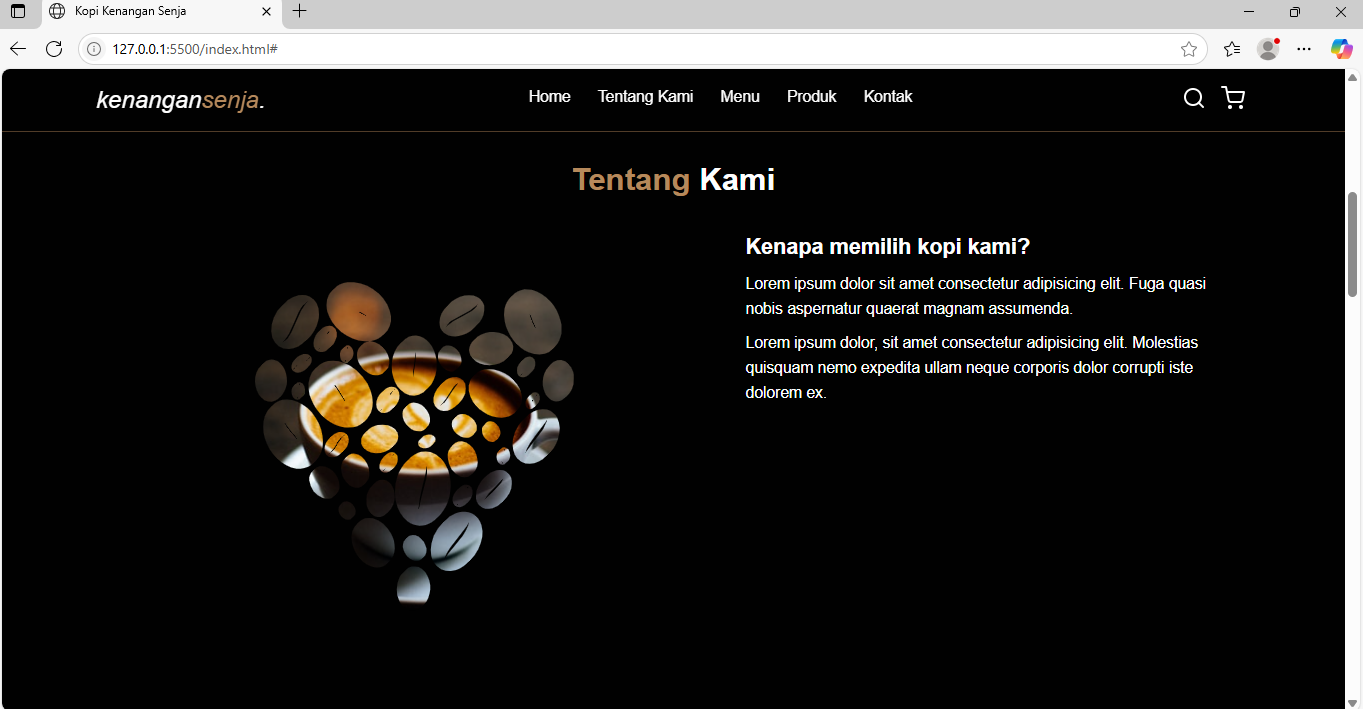 Kopi Kenangan Senja
127.0.0.1:5500/index.html#
kenangansenja.
Home Tentang Kami Menu Produk Kontak
Tentang Kami
Kenapa memilih kopi kami?
Lorem ipsum dolor sit amet consectetur adipisicing elit. Fuga quasi
nobis aspernatur quaerat magnam assumenda.
Lorem ipsum dolor, sit amet consectetur adipisicing elit. Molestias
quisquam nemo expedita ullam neque corporis dolor corrupti iste
dolorem ex.